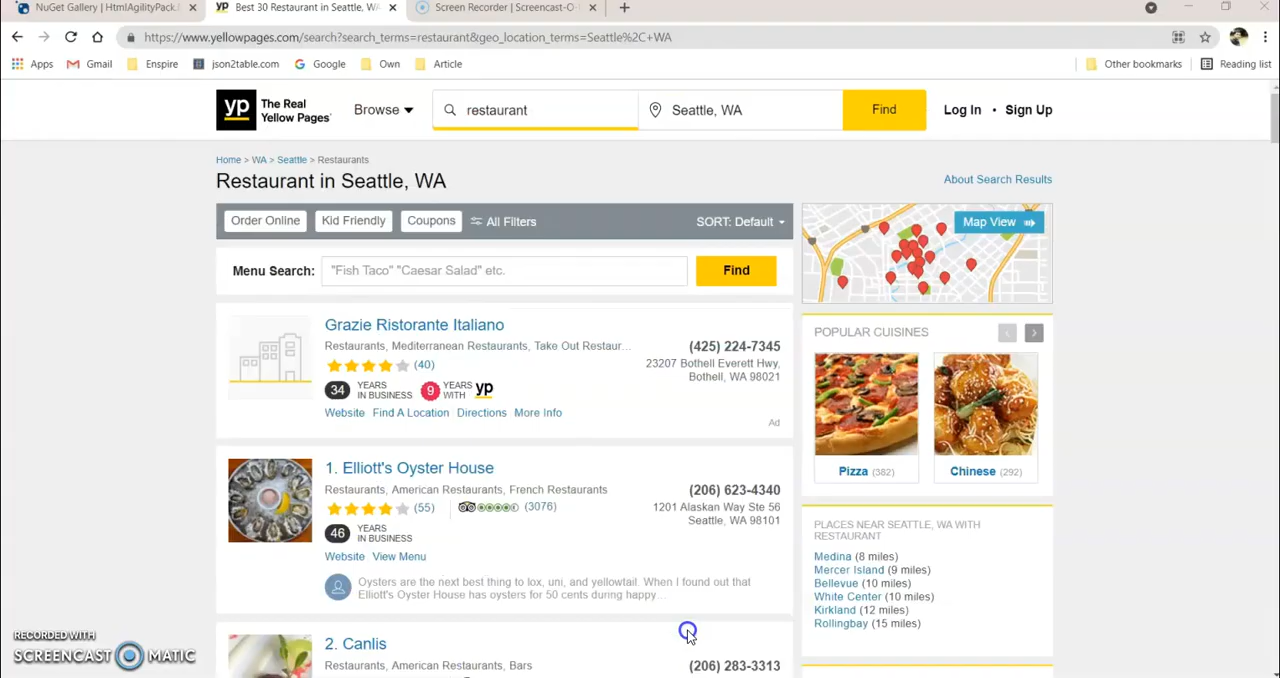 NuGet Gallery | HtmlAgilityPack.
Best 30 Restaurant in Seattle, WA
Screen Recorder | Screencast-O-
https://www.yellowpages.com/search?search_terms=restaurant&geo_location_terms=Seattle%2C+WA
Apps Gmail Enspire json2table.com Google Own Article Other bookmarks Reading list
yp The Real Yellow Pages® Browse restaurant Seattle, WA Find Log In • Sign Up
Home > WA > Seattle > Restaurants
Restaurant in Seattle, WA
About Search Results
Order Online Kid Friendly Coupons All Filters SORT: Default
Menu Search: "Fish Taco" "Caesar Salad" etc. Find
Grazie Ristorante Italiano
Restaurants, Mediterranean Restaurants, Take Out Restaur...
(40)
34 YEARS IN BUSINESS 9 YEARS WITH yp
Website Find A Location Directions More Info
(425) 224-7345
23207 Bothell Everett Hwy,
Bothell, WA 98021
Ad
1. Elliott's Oyster House
Restaurants, American Restaurants, French Restaurants
(55) (3076)
46 YEARS IN BUSINESS
Website View Menu
(206) 623-4340
1201 Alaskan Way Ste 56
Seattle, WA 98101
Oysters are the next best thing to lox, uni, and yellowtail. When I found out that
Elliott's Oyster House has oysters for 50 cents during happy...
2. Canlis
Restaurants, American Restaurants, Bars
(206) 283-3313
Map View
POPULAR CUISINES
Pizza (382) Chinese (292)
PLACES NEAR SEATTLE, WA WITH
RESTAURANT
Medina (8 miles)
Mercer Island (9 miles)
Bellevue (10 miles)
White Center (10 miles)
Kirkland (12 miles)
Rollingbay (15 miles)
RECORDED WITH
SCREENCAST MATIC